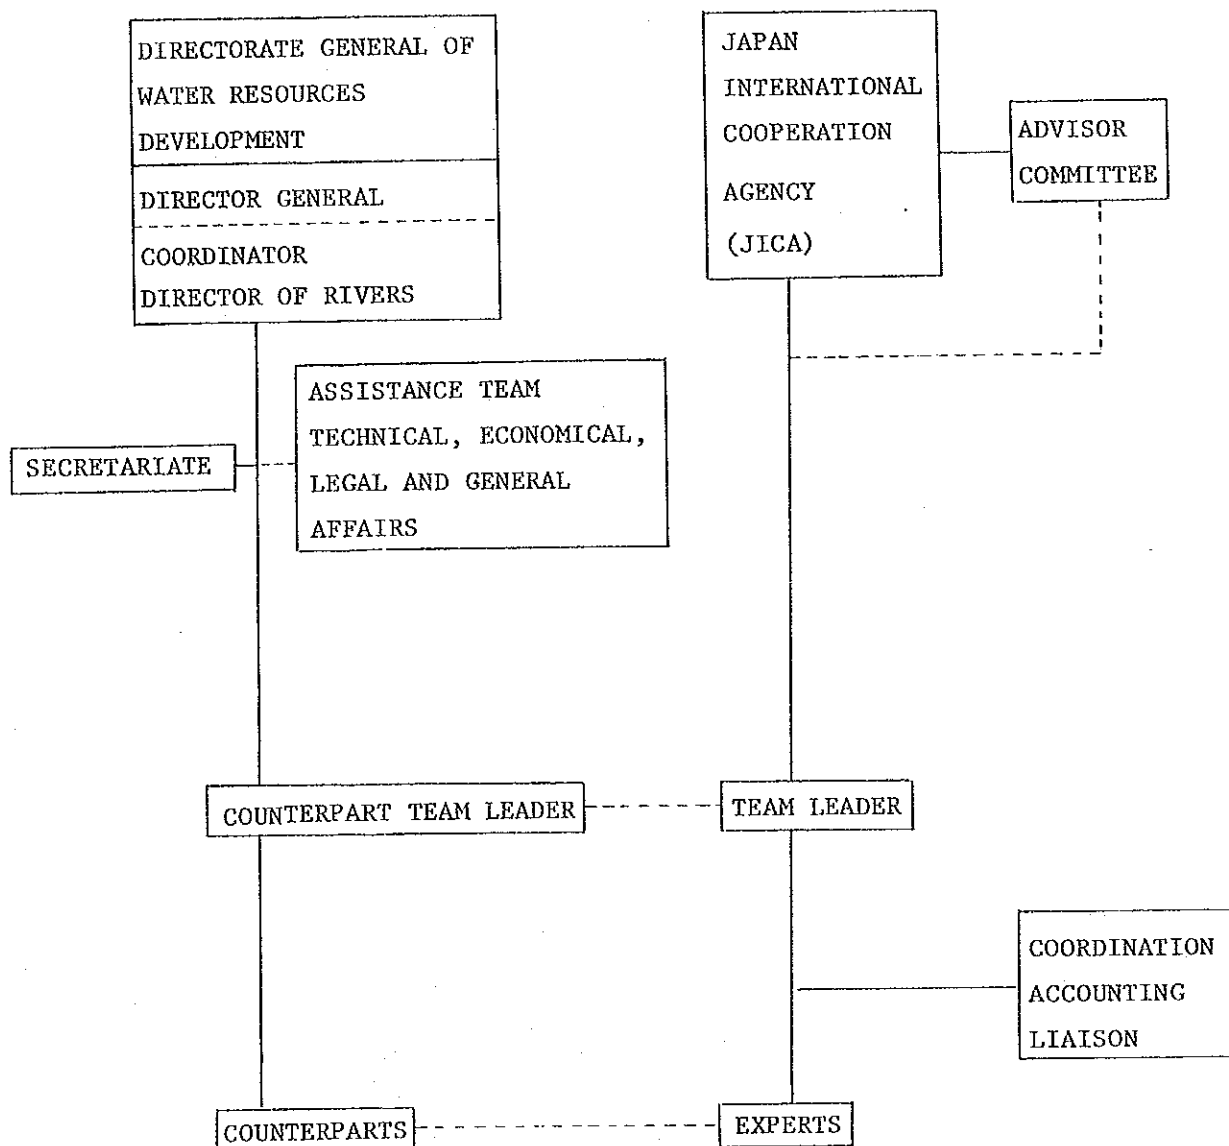 DIRECTORATE GENERAL OF
WATER RESOURCES
DEVELOPMENT
DIRECTOR GENERAL
COORDINATOR
DIRECTOR OF RIVERS
JAPAN
INTERNATIONAL
COOPERATION
AGENCY
(JICA)
ADVISOR
COMMITTEE
ASSISTANCE TEAM
TECHNICAL, ECONOMICAL,
LEGAL AND GENERAL
AFFAIRS
SECRETARIATE
COUNTERPART TEAM LEADER
TEAM LEADER
COORDINATION
ACCOUNTING
LIAISON
COUNTERPARTS
EXPERTS